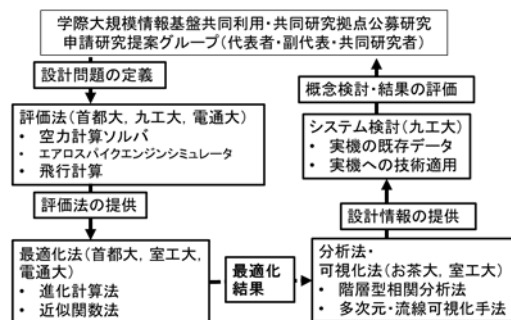 学際大規模情報基盤共同利用・共同研究拠点公募研究
申請研究提案グループ(代表者・副代表・共同研究者)
設計問題の定義
評価法(首都大, 九工大, 電通大)
• 空力計算ソルバ
• エアロスパイクエンジンシミュレータ
• 飛行計算
評価法の提供
最適化法(首都大, 室工大,
電通大)
• 進化計算法
• 近似関数法
最適化
結果
分析法・
可視化法(お茶大, 室工大)
• 階層型相関分析法
• 多次元・流線可視化手法
設計情報の提供
システム検討(九工大)
• 実機の既存データ
• 実機への技術適用
概念検討・結果の評価